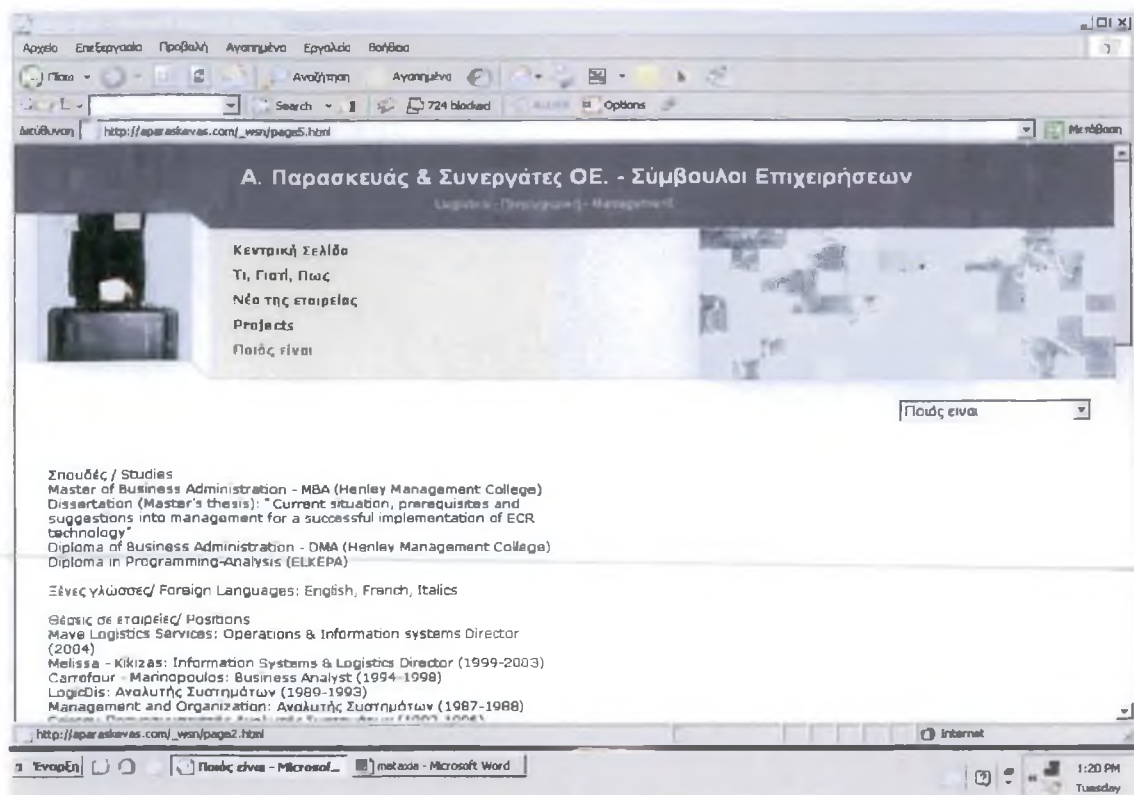 Αρχείο Επεξεργασία Προβολή Αγαπημένα Εργαλεία Βοήθεια
Πίσω Αναζήτηση Αγαπημένα
Search 724 blocked Options
Διεύθυνση http://aparaskevas.com/_wsn/page5.html Μετάβαση
Α. Παρασκευάς & Συνεργάτες ΟΕ. - Σύμβουλοι Επιχειρήσεων
Logistics - Πληροφορική - Management
Κεντρική Σελίδα
Τι, Γιατί, Πως
Νέα της εταιρείας
Projects
Ποιός είναι
Ποιός είναι
Σπουδές / Studies
Master of Business Administration - MBA (Henley Management College)
Dissertation (Master's thesis): "Current situation, prerequisites and
suggestions into management for a successful implementation of ECR
technology"
Diploma of Business Administration - DMA (Henley Management College)
Diploma in Programming-Analysis (ELKEPA)
Ξένες γλώσσες/ Foreign Languages: English, French, Italics
Θέσεις σε εταιρείες/ Positions
Mave Logistics Services: Operations & Information systems Director
(2004)
Melissa - Kikizas: Information Systems & Logistics Director (1999-2003)
Carrefour - Marinopoulos: Business Analyst (1994-1998)
LogicDis: Αναλυτής Συστημάτων (1989-1993)
Management and Organization: Αναλυτής Συστημάτων (1987-1988)
http://aparaskevas.com/_wsn/page2.html Internet
Έναρξη Ποιός είναι - Microsof... metaxia - Microsoft Word 1:20 PM
Tuesday